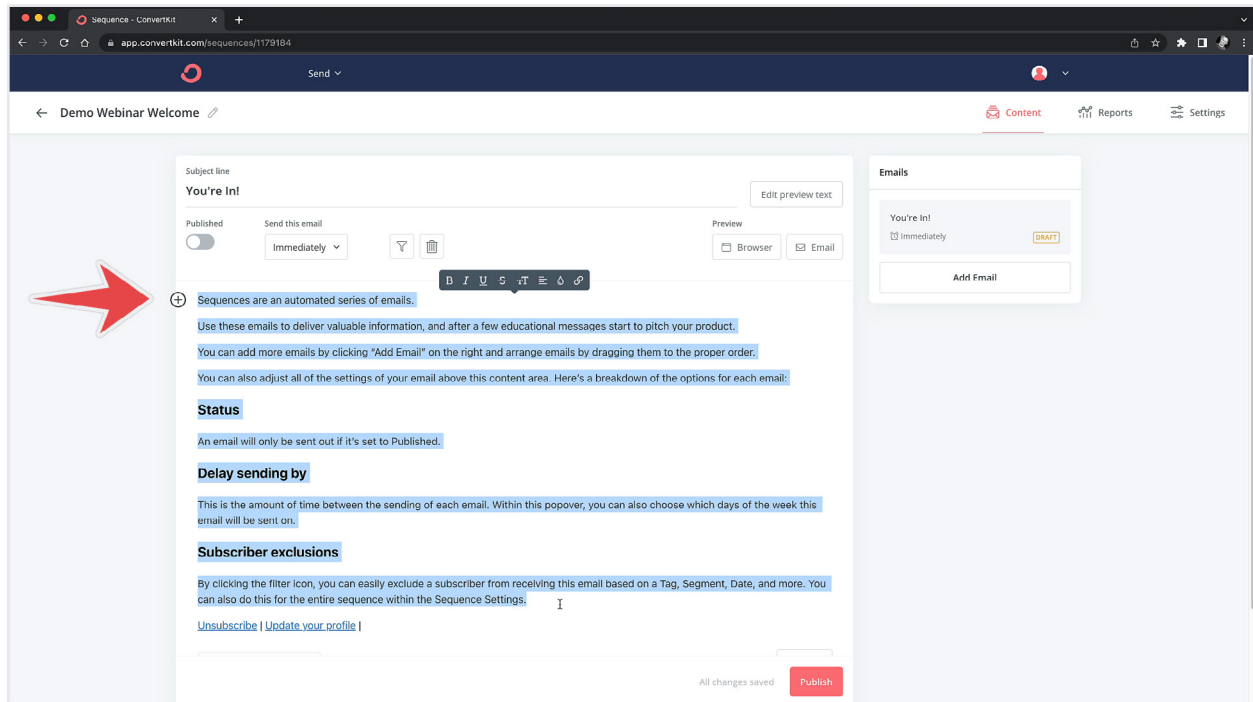 Sequence - ConvertKit
app.convertkit.com/sequences/1179184
Send
Demo Webinar Welcome
Content
Reports
Settings
Subject line
You're In!
Edit preview text
Published
Send this email
Immediately
Preview
Browser
Email
B I U S TT
Sequences are an automated series of emails.
Use these emails to deliver valuable information, and after a few educational messages start to pitch your product.
You can add more emails by clicking “Add Email” on the right and arrange emails by dragging them to the proper order.
You can also adjust all of the settings of your email above this content area. Here’s a breakdown of the options for each email:
Status
An email will only be sent out if it’s set to Published.
Delay sending by
This is the amount of time between the sending of each email. Within this popover, you can also choose which days of the week this
email will be sent on.
Subscriber exclusions
By clicking the filter icon, you can easily exclude a subscriber from receiving this email based on a Tag, Segment, Date, and more. You
can also do this for the entire sequence within the Sequence Settings.
Unsubscribe | Update your profile |
All changes saved
Publish
Emails
You're In!
Immediately
DRAFT
Add Email